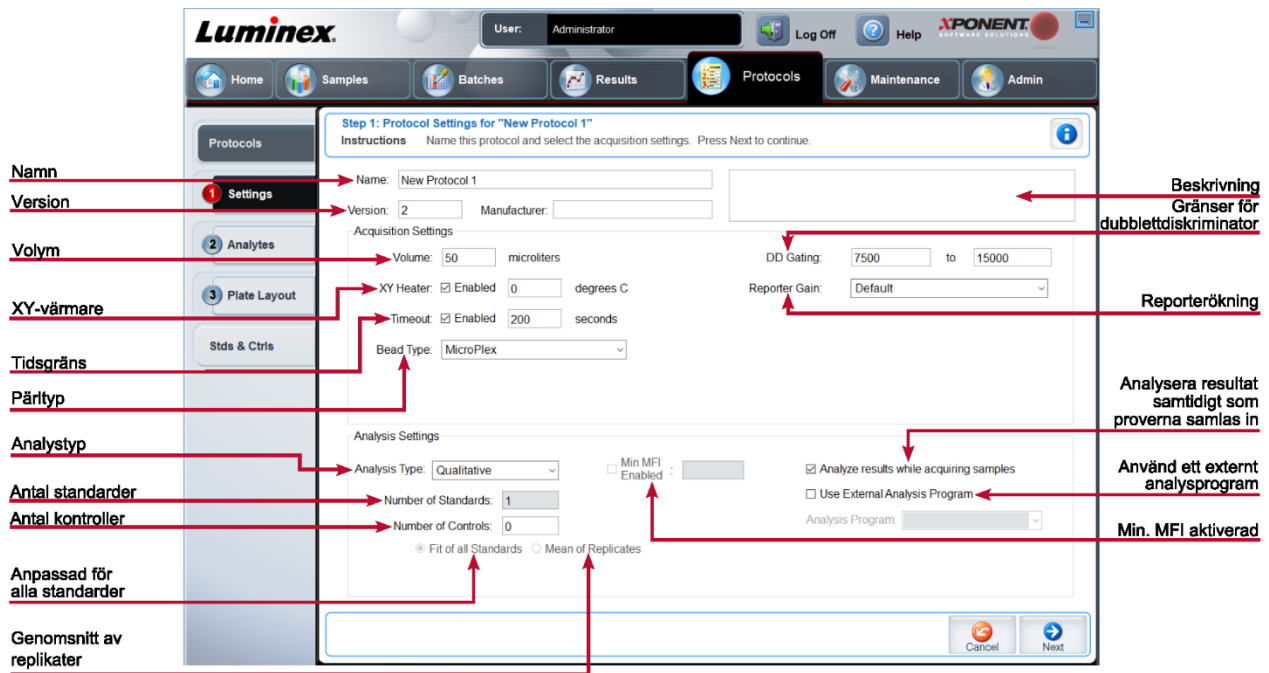 Luminex.
User: Administrator
Log Off
Help
XPONENT.
SOFTWARE SOLUTIONS
Home
Samples
Batches
Results
Protocols
Maintenance
Admin
Protocols
1 Settings
2 Analytes
3 Plate Layout
Stds & Ctrls
Step 1: Protocol Settings for "New Protocol 1"
Instructions Name this protocol and select the acquisition settings. Press Next to continue.
Namn
Version
Volym
XY-värmare
Tidsgräns
Pärltyp
Analystyp
Antal standarder
Antal kontroller
Anpassad för
alla standarder
Genomsnitt av
replikater
Name: New Protocol 1
Version: 2 Manufacturer:
Acquisition Settings
Volume: 50 microliters
DD Gating: 7500 to 15000
XY Heater: Enabled 0 degrees C
Reporter Gain: Default
Timeout: Enabled 200 seconds
Bead Type: MicroPlex
Analysis Settings
Analysis Type: Qualitative
Min MFI
Enabled :
Analyze results while acquiring samples
Number of Standards: 1
Use External Analysis Program
Number of Controls: 0
Analysis Program:
Fit of all Standards Mean of Replicates
Cancel
Next
Beskrivning
Gränser för
dubblettdiskriminator
Reporterökning
Analysera resultat
samtidigt som
proverna samlas in
Använd ett externt
analysprogram
Min. MFI aktiverad